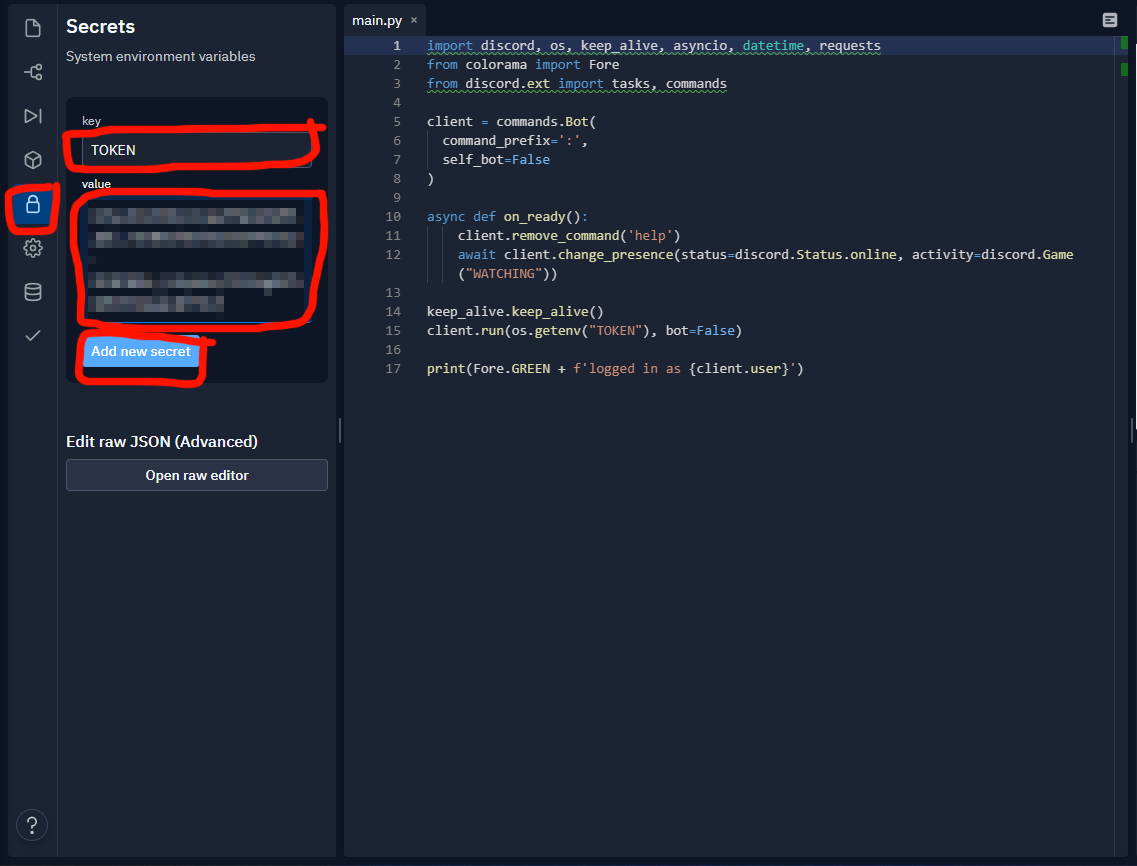 Secrets
System environment variables
key
TOKEN
value
Add new secret
Edit raw JSON (Advanced)
Open raw editor
?
main.py ×
1 import discord, os, keep_alive, asyncio, datetime, requests
2 from colorama import Fore
3 from discord.ext import tasks, commands
4
5 client = commands.Bot(
6   command_prefix=':',
7   self_bot=False
8 )
9
10 async def on_ready():
11     client.remove_command('help')
12     await client.change_presence(status=discord.Status.online, activity=discord.Game
    ("WATCHING"))
13
14 keep_alive.keep_alive()
15 client.run(os.getenv("TOKEN"), bot=False)
16
17 print(Fore.GREEN + f'logged in as {client.user}')